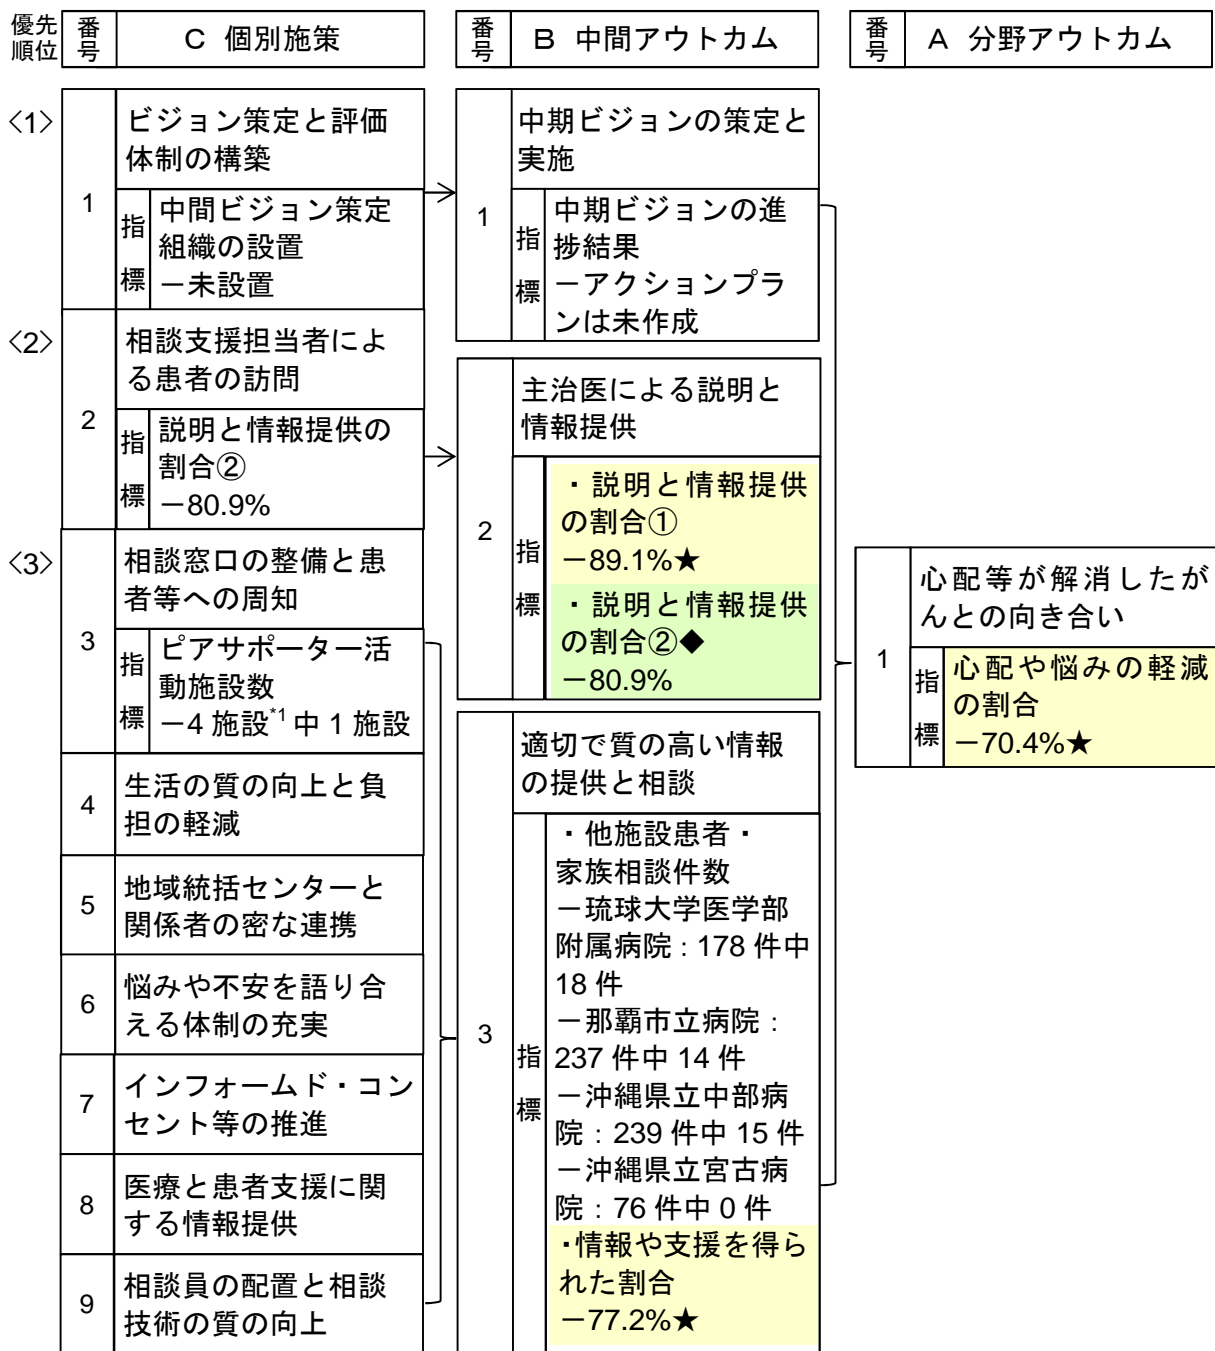 優先順位
番号
C 個別施策
番号
B 中間アウトカム
番号
A 分野アウトカム
<1>
1
ビジョン策定と評価
体制の構築
指標
中間ビジョン策定
組織の設置
－未設置
<2>
2
相談支援担当者によ
る患者の訪問
指標
説明と情報提供の
割合②
－80.9%
<3>
3
相談窓口の整備と患
者等への周知
指標
ピアサポーター活
動施設数
－4 施設*1 中 1 施設
4
生活の質の向上と負
担の軽減
5
地域統括センターと
関係者の密な連携
6
悩みや不安を語り合
える体制の充実
7
インフォームド・コン
セント等の推進
8
医療と患者支援に関
する情報提供
9
相談員の配置と相談
技術の質の向上
1
中期ビジョンの策定と
実施
指標
中期ビジョンの進
捗結果
－アクションプラ
ンは未作成
2
主治医による説明と
情報提供
指標
・説明と情報提供
の割合①
－89.1%★
・説明と情報提供
の割合②◆
－80.9%
3
適切で質の高い情報
の提供と相談
指標
・他施設患者・
家族相談件数
－琉球大学医学部
附属病院：178 件中
18 件
－那覇市立病院：
237 件中 14 件
－沖縄県立中部病
院：239 件中 15 件
－沖縄県立宮古病
院：76 件中 0 件
・情報や支援を得ら
れた割合
－77.2%★
1
心配等が解消したが
んとの向き合い
指標
心配や悩みの軽減
の割合
－70.4%★